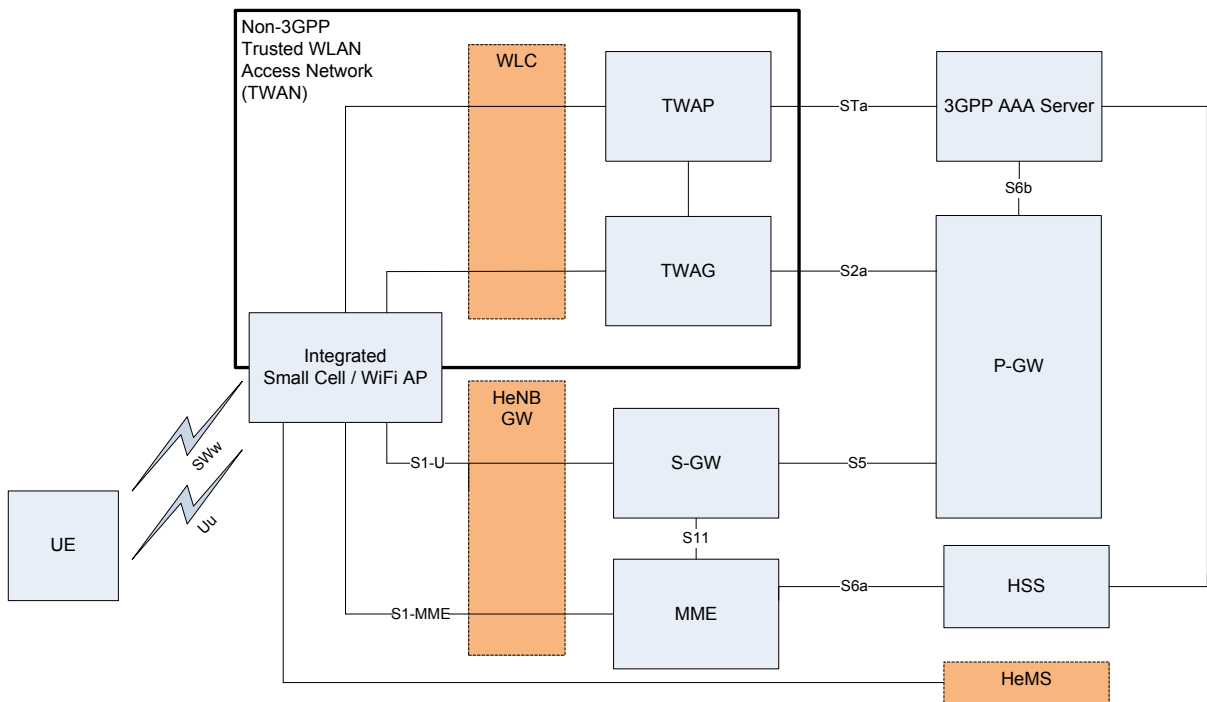 Non-3GPP
Trusted WLAN
Access Network
(TWAN)
WLC
TWAP
STa
3GPP AAA Server
S6b
TWAG
S2a
P-GW
Integrated
Small Cell / WiFi AP
HeNB
GW
SWw
Uu
UE
S1-U
S-GW
S5
S11
S1-MME
MME
S6a
HSS
HeMS